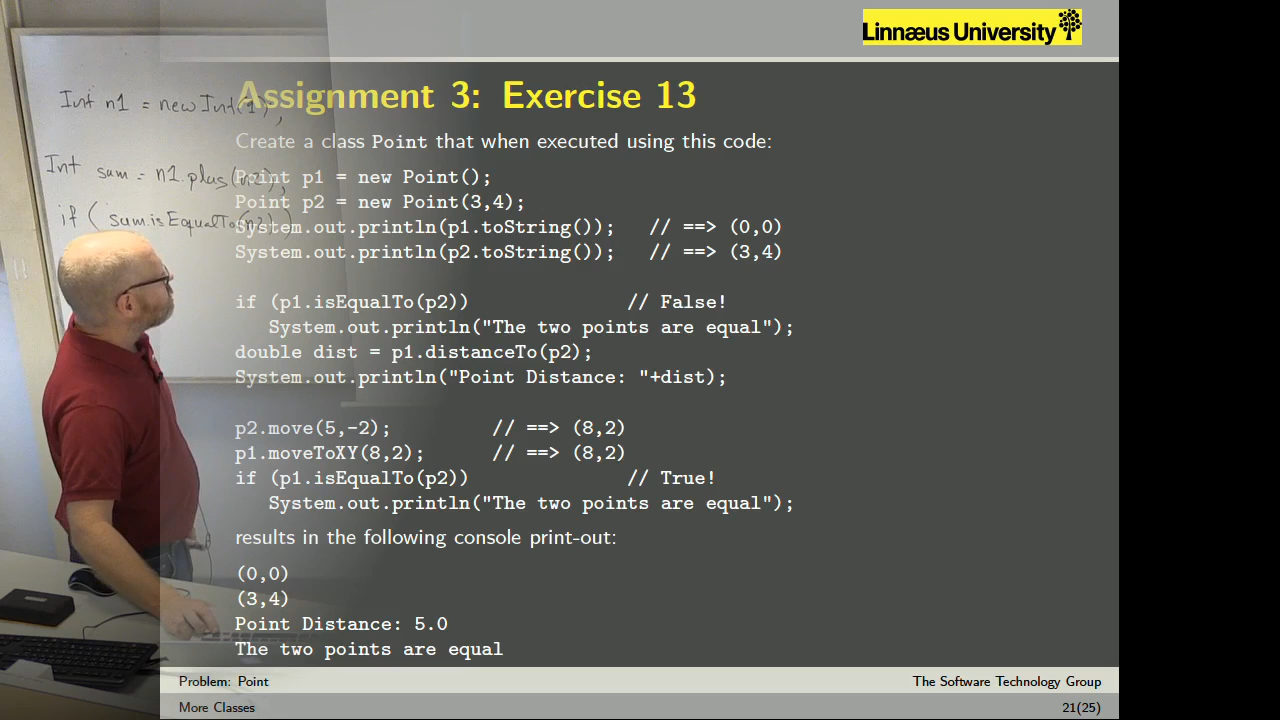 Linnæus University
Int n1 = new Int(1);
Int sum = n1.plus(n2);
if ( sum.isEqualTo(n2) )
Assignment 3: Exercise 13
Create a class Point that when executed using this code:
Point p1 = new Point();
Point p2 = new Point(3,4);
System.out.println(p1.toString());   // ==> (0,0)
System.out.println(p2.toString());   // ==> (3,4)
if (p1.isEqualTo(p2))              // False!
   System.out.println("The two points are equal");
double dist = p1.distanceTo(p2);
System.out.println("Point Distance: "+dist);
p2.move(5,-2);         // ==> (8,2)
p1.moveToXY(8,2);      // ==> (8,2)
if (p1.isEqualTo(p2))              // True!
   System.out.println("The two points are equal");
results in the following console print-out:
(0,0)
(3,4)
Point Distance: 5.0
The two points are equal
Problem: Point The Software Technology Group
More Classes 21(25)